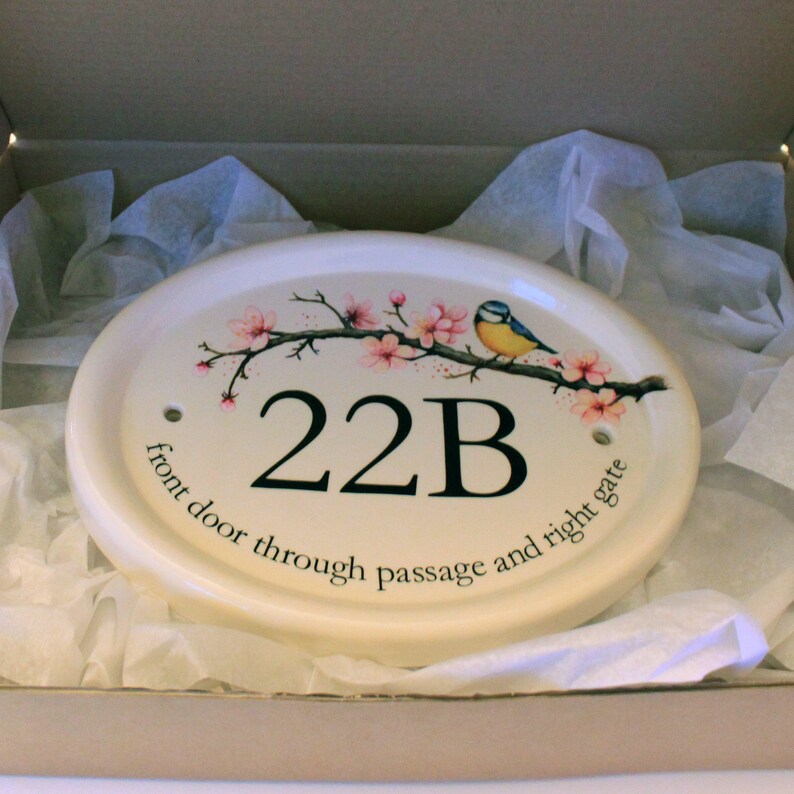 22B
front door through passage and right gate